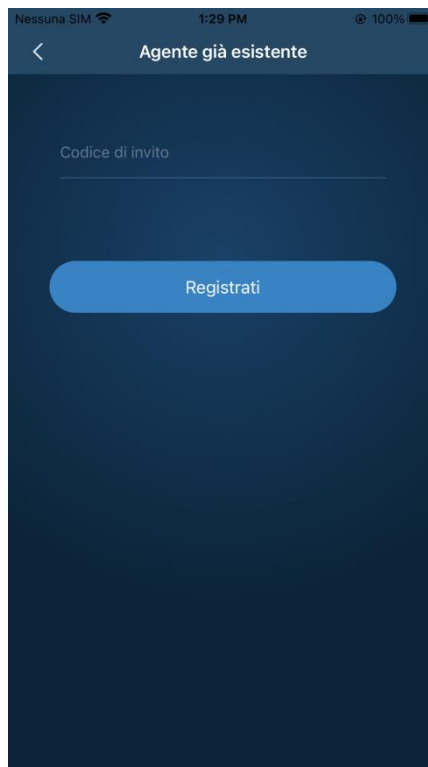 Nessuna SIM 1:29 PM 100%
Agente già esistente
Codice di invito
Registrati